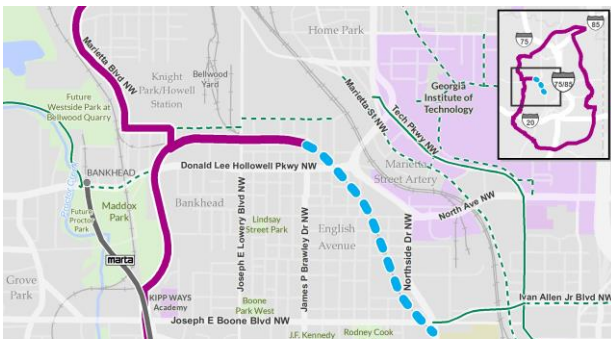 Home Park
85
75
75/85
20
Marietta Blvd NW
Knight
Park/Howell
Station
Bellwood
Yard
Future
Westside Park at
Bellwood Quarry
Marietta St NW
Tech Pkwy NW
Georgia
Institute of
Technology
BANKHEAD
Donald Lee Hollowell Pkwy NW
Marietta
Street Artery
North Ave NW
Proctor Creek
Future
Proctor
Park
Maddox
Park
Bankhead
Joseph E Lowery Blvd NW
Lindsay
Street Park
James P Brawley Dr NW
English
Avenue
Northside Dr NW
marta
Grove
Park
KIPP WAYS
Academy
Boone
Park West
Ivan Allen Jr Blvd NW
Joseph E Boone Blvd NW
J.F. Kennedy
Rodney Cook